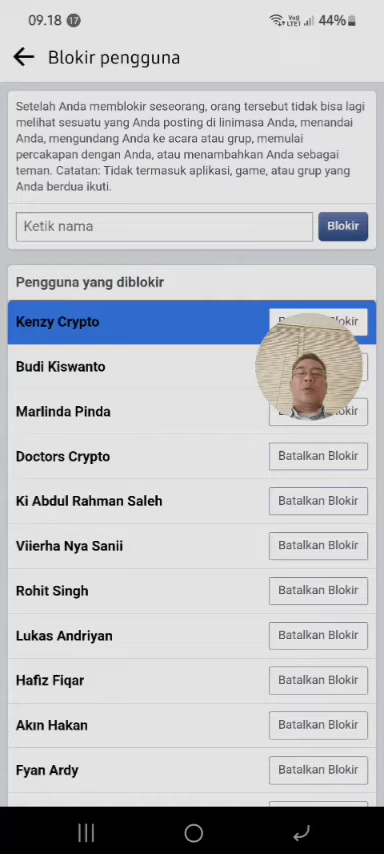 09.18 17 Vo) LTE1 44%
Blokir pengguna
Setelah Anda memblokir seseorang, orang tersebut tidak bisa lagi
melihat sesuatu yang Anda posting di linimasa Anda, menandai
Anda, mengundang Anda ke acara atau grup, memulai
percakapan dengan Anda, atau menambahkan Anda sebagai
teman. Catatan: Tidak termasuk aplikasi, game, atau grup yang
Anda berdua ikuti.
Ketik nama Blokir
Pengguna yang diblokir
Kenzy Crypto
Budi Kiswanto
Marlinda Pinda
Doctors Crypto Batalkan Blokir
Ki Abdul Rahman Saleh Batalkan Blokir
Viierha Nya Sanii Batalkan Blokir
Rohit Singh Batalkan Blokir
Lukas Andriyan Batalkan Blokir
Hafiz Fiqar Batalkan Blokir
Akın Hakan Batalkan Blokir
Fyan Ardy Batalkan Blokir